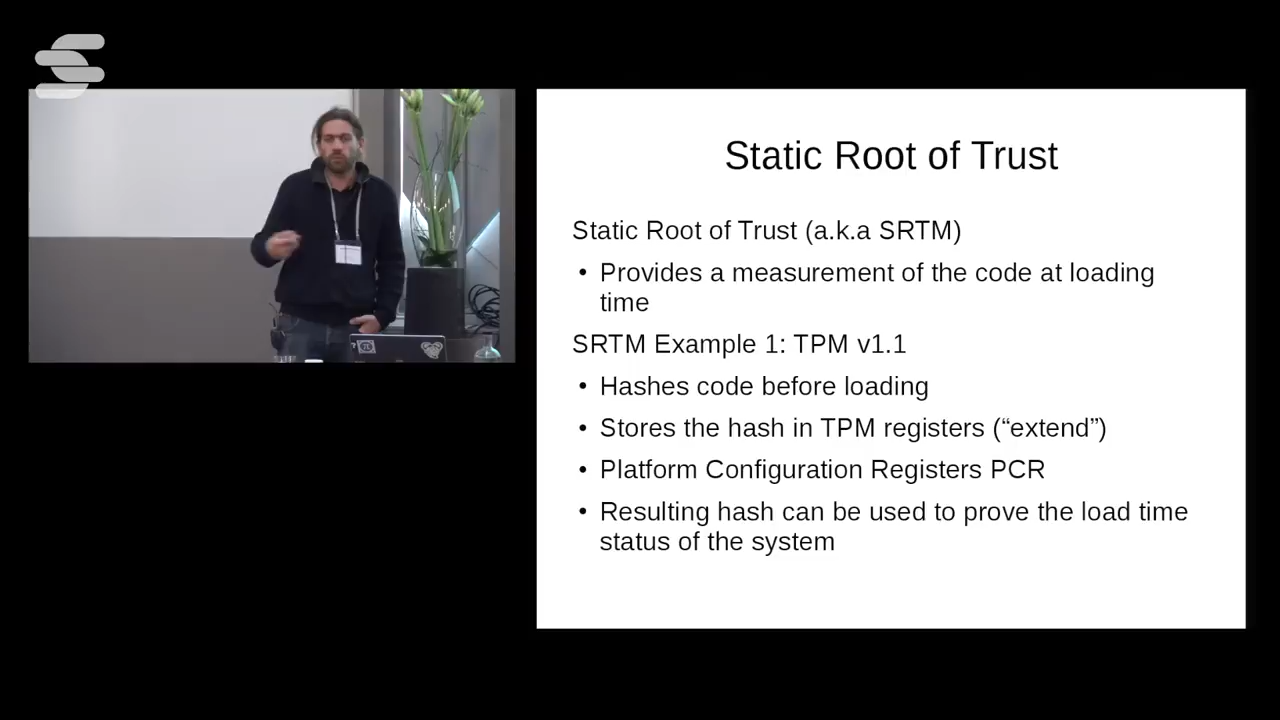 Static Root of Trust
Static Root of Trust (a.k.a SRTM)
• Provides a measurement of the code at loading
time
SRTM Example 1: TPM v1.1
• Hashes code before loading
• Stores the hash in TPM registers (“extend”)
• Platform Configuration Registers PCR
• Resulting hash can be used to prove the load time
status of the system